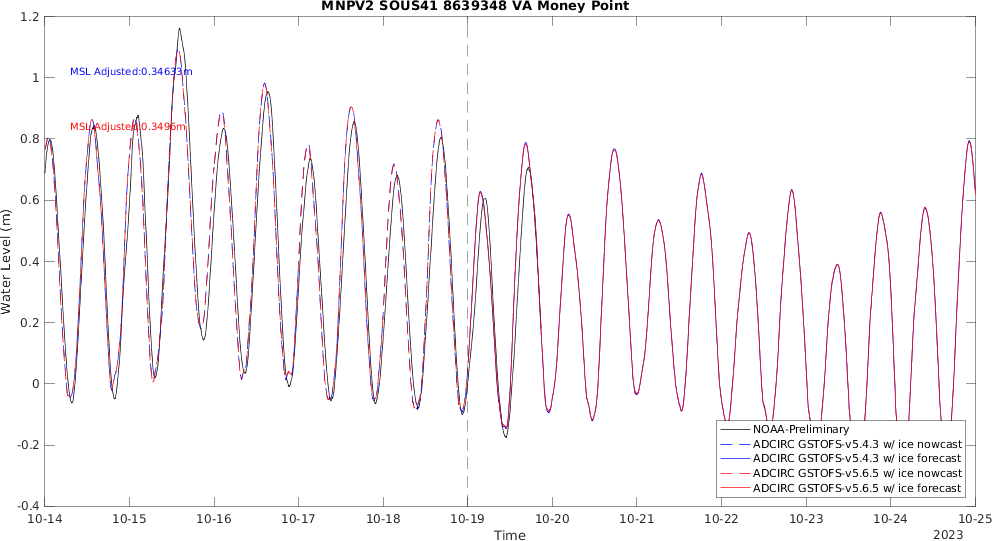 MNPV2 SOUS41 8639348 VA Money Point
1.2
1
0.8
0.6
0.4
0.2
0
-0.2
-0.4
Water Level (m)
MSL Adjusted:0.34633m
MSL Adjusted:0.3496m
NOAA-Preliminary
ADCIRC GSTOFS-v5.4.3 w/ ice nowcast
ADCIRC GSTOFS-v5.4.3 w/ ice forecast
ADCIRC GSTOFS-v5.6.5 w/ ice nowcast
ADCIRC GSTOFS-v5.6.5 w/ ice forecast
10-14 10-15 10-16 10-17 10-18 10-19 10-20 10-21 10-22 10-23 10-24 10-25
Time
2023